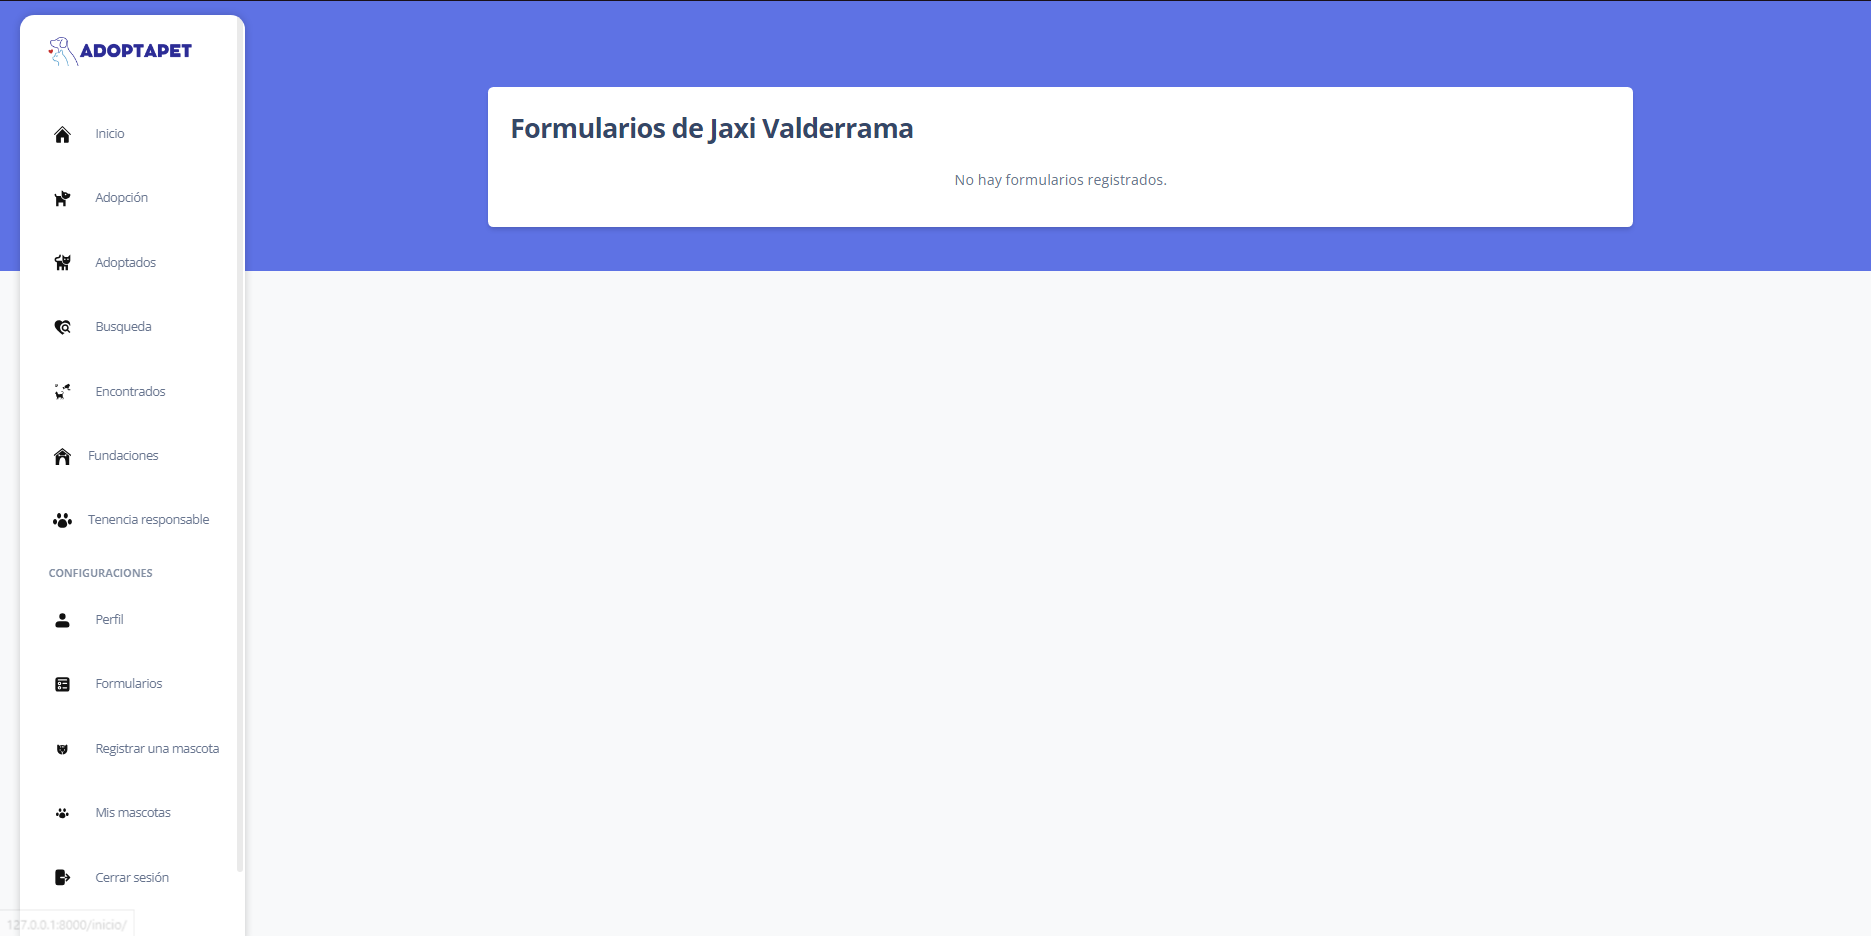 ADOPTAPET
Inicio
Adopción
Adoptados
Busqueda
Encontrados
Fundaciones
Tenencia responsable
CONFIGURACIONES
Perfil
Formularios
Registrar una mascota
Mis mascotas
Cerrar sesión
127.0.0.1:8000/inicio/
Formularios de Jaxi Valderrama
No hay formularios registrados.